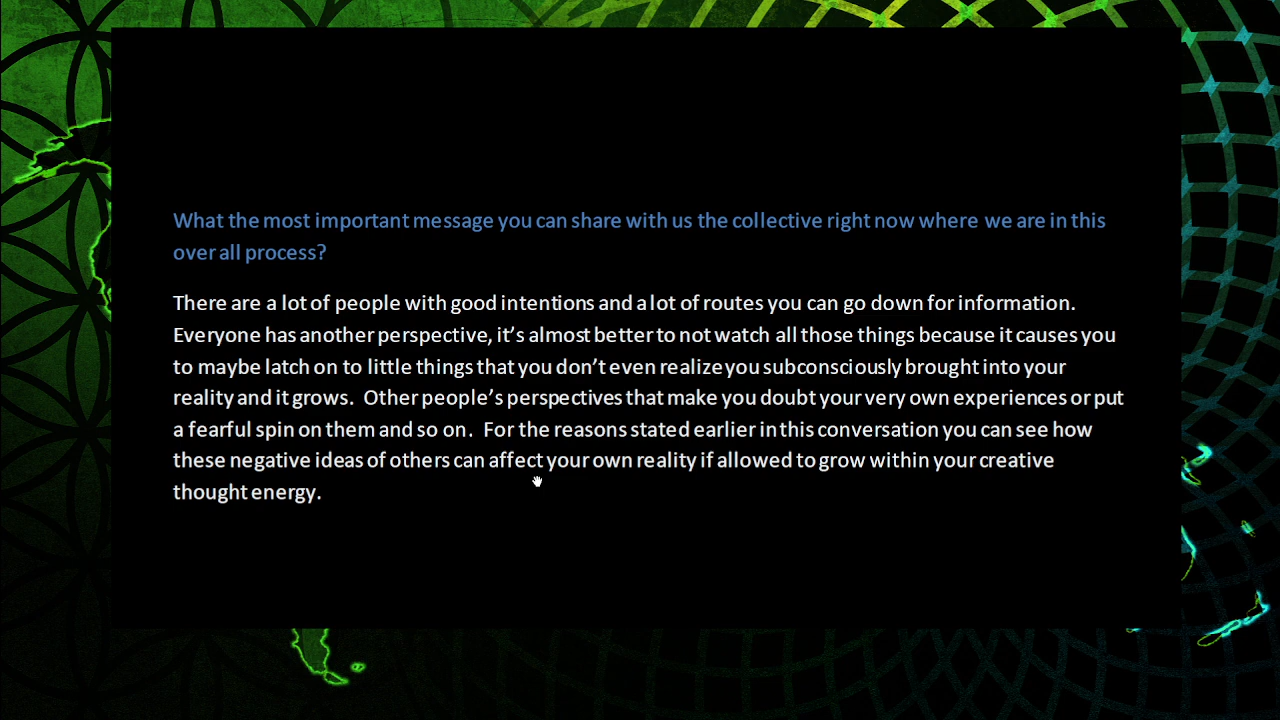 What the most important message you can share with us the collective right now where we are in this
over all process?
There are a lot of people with good intentions and a lot of routes you can go down for information.
Everyone has another perspective, it’s almost better to not watch all those things because it causes you
to maybe latch on to little things that you don’t even realize you subconsciously brought into your
reality and it grows.  Other people’s perspectives that make you doubt your very own experiences or put
a fearful spin on them and so on.  For the reasons stated earlier in this conversation you can see how
these negative ideas of others can affect your own reality if allowed to grow within your creative
thought energy.